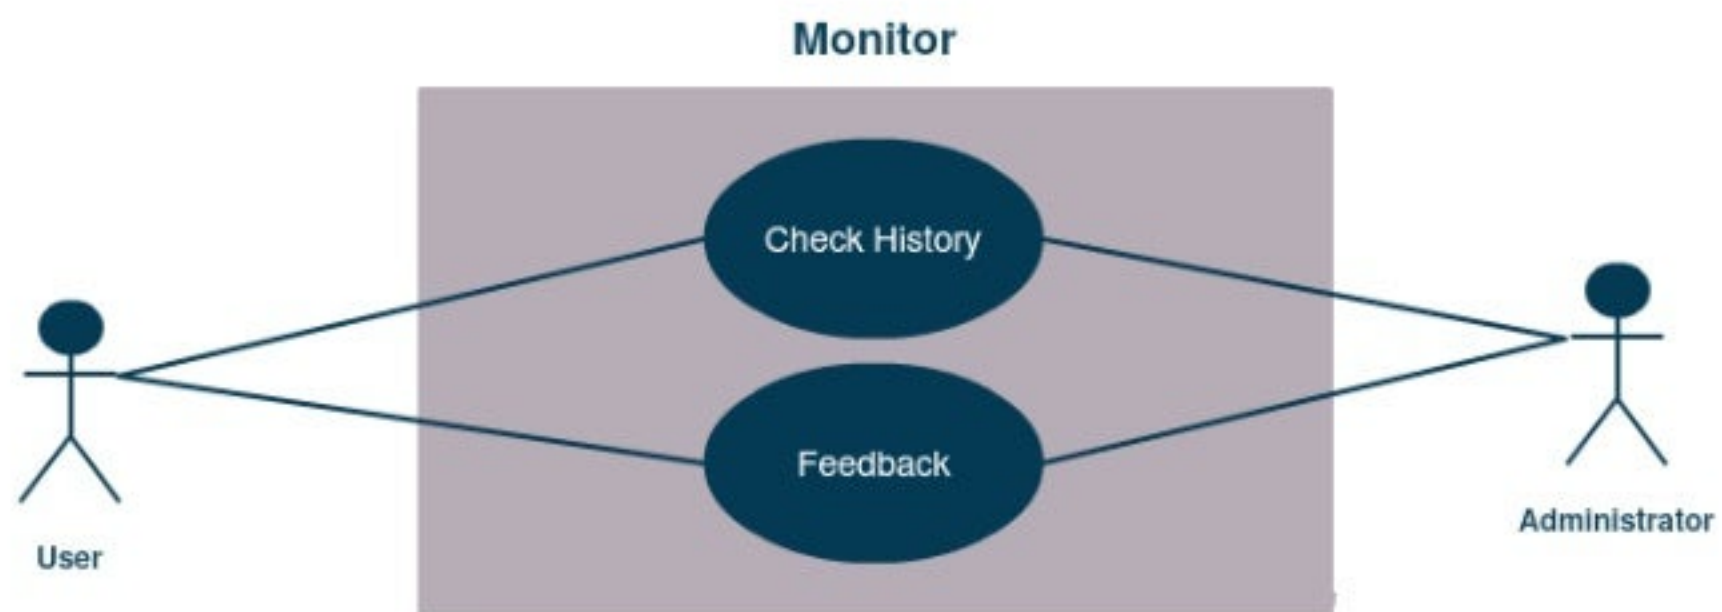 Monitor
Check History
Feedback
User
Administrator